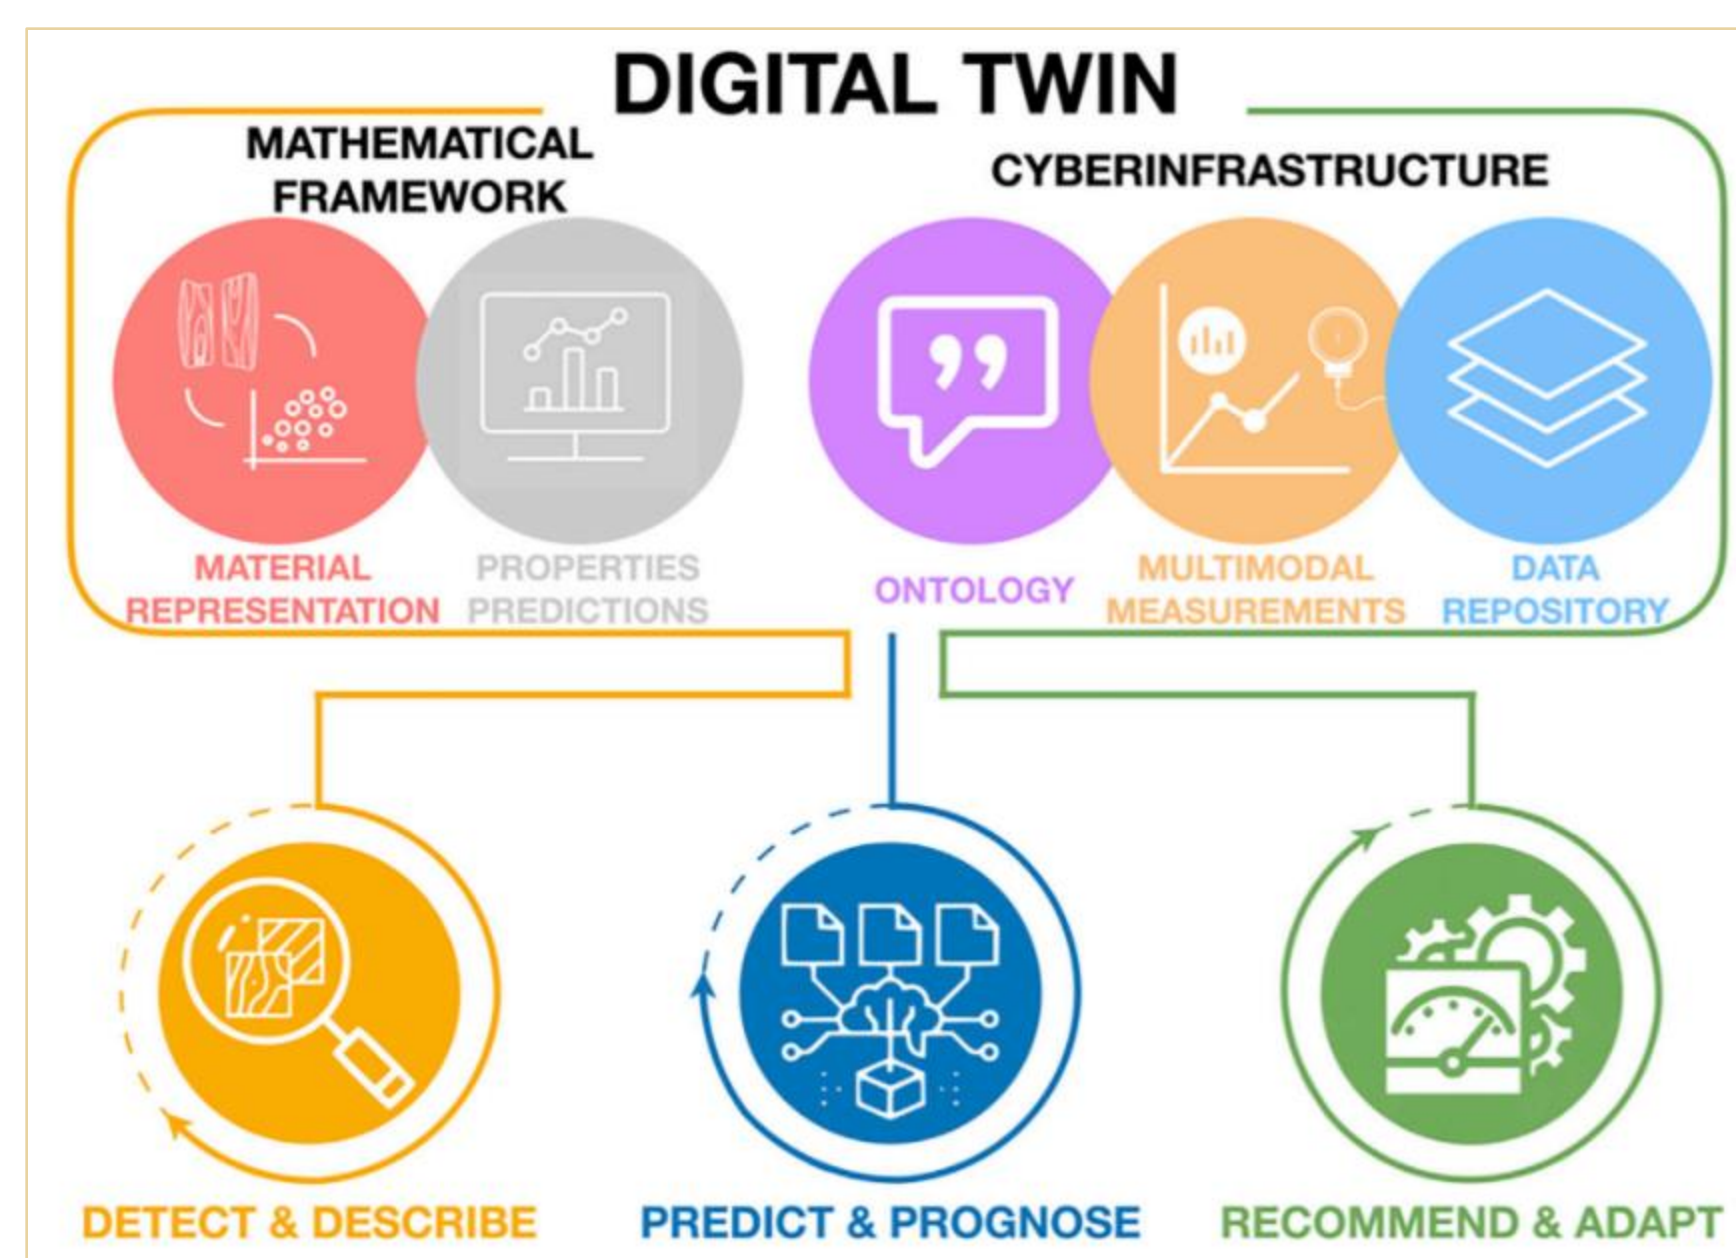 DIGITAL TWIN
MATHEMATICAL
FRAMEWORK
CYBERINFRASTRUCTURE
MATERIAL
REPRESENTATION
PROPERTIES
PREDICTIONS
ONTOLOGY
MULTIMODAL
MEASUREMENTS
DATA
REPOSITORY
DETECT & DESCRIBE
PREDICT & PROGNOSE
RECOMMEND & ADAPT